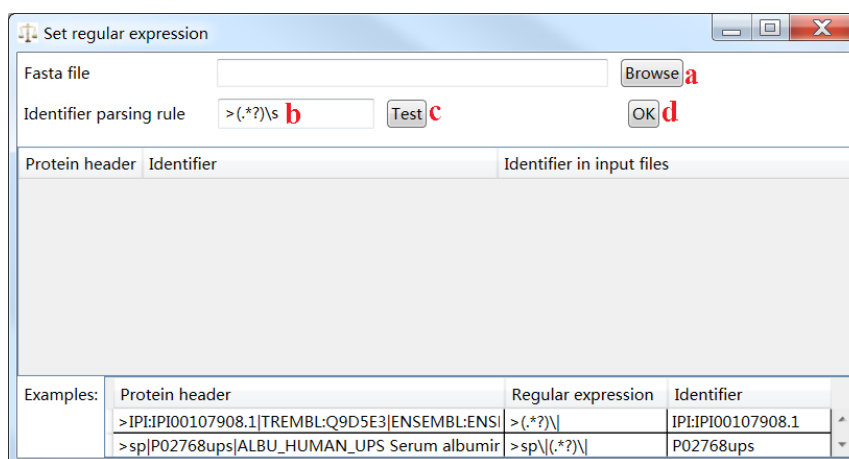 Set regular expression
Fasta file Browse a
Identifier parsing rule >(.*?)\s b Test c OK d
Protein header Identifier Identifier in input files
Examples: Protein header Regular expression Identifier
>IPI:IPI00107908.1|TREMBL:Q9D5E3|ENSEMBL:ENSI >(.*?)\| IPI:IPI00107908.1
>sp|P02768ups|ALBU_HUMAN_UPS Serum albumir >sp\|(.*?)\| P02768ups